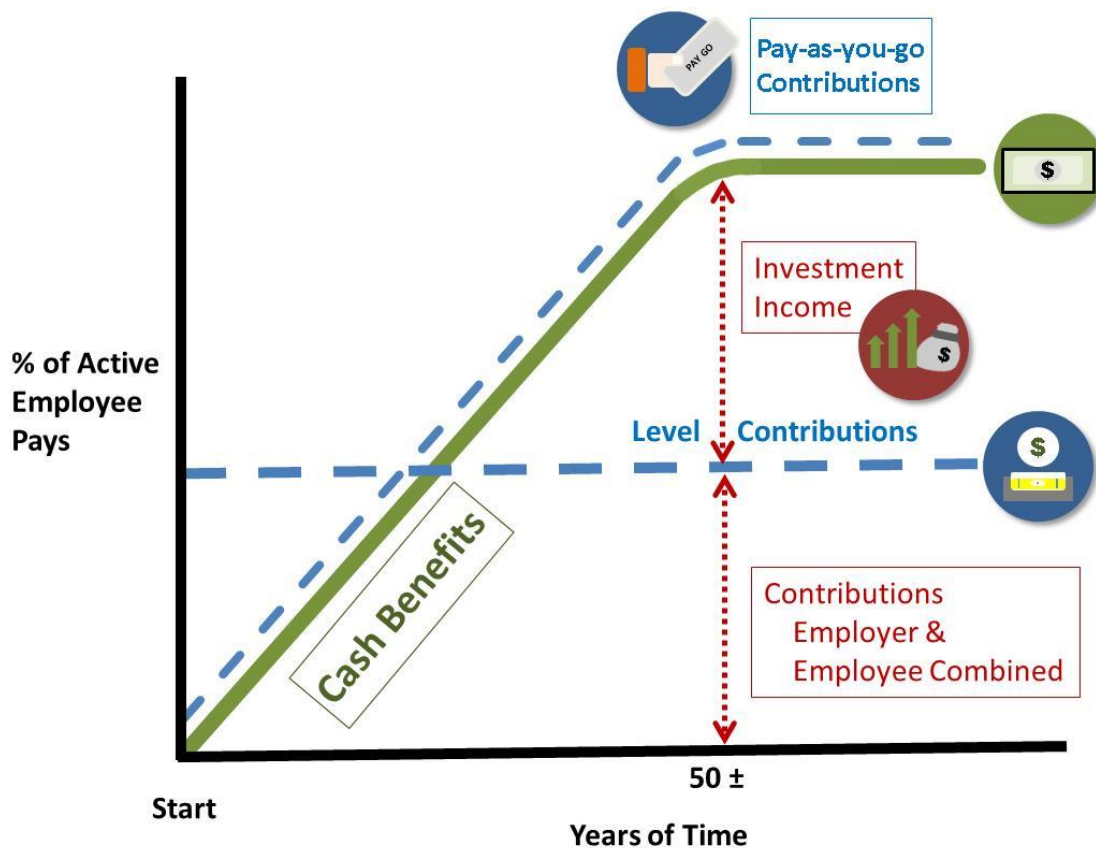 PAY GO
Pay-as-you-go
Contributions
$
Investment
Income
$
% of Active
Employee
Pays
Level Contributions
$
Cash Benefits
Contributions
Employer &
Employee Combined
50 ±
Start
Years of Time